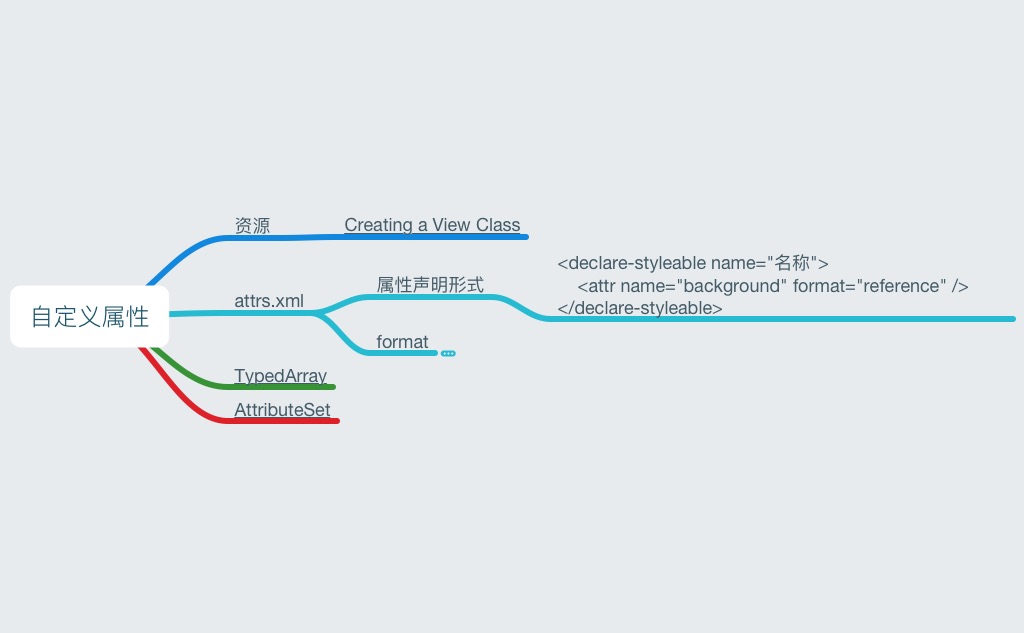 自定义属性
资源
Creating a View Class
attrs.xml
属性声明形式
<declare-styleable name="名称">
<attr name="background" format="reference" />
</declare-styleable>
format
TypedArray
AttributeSet